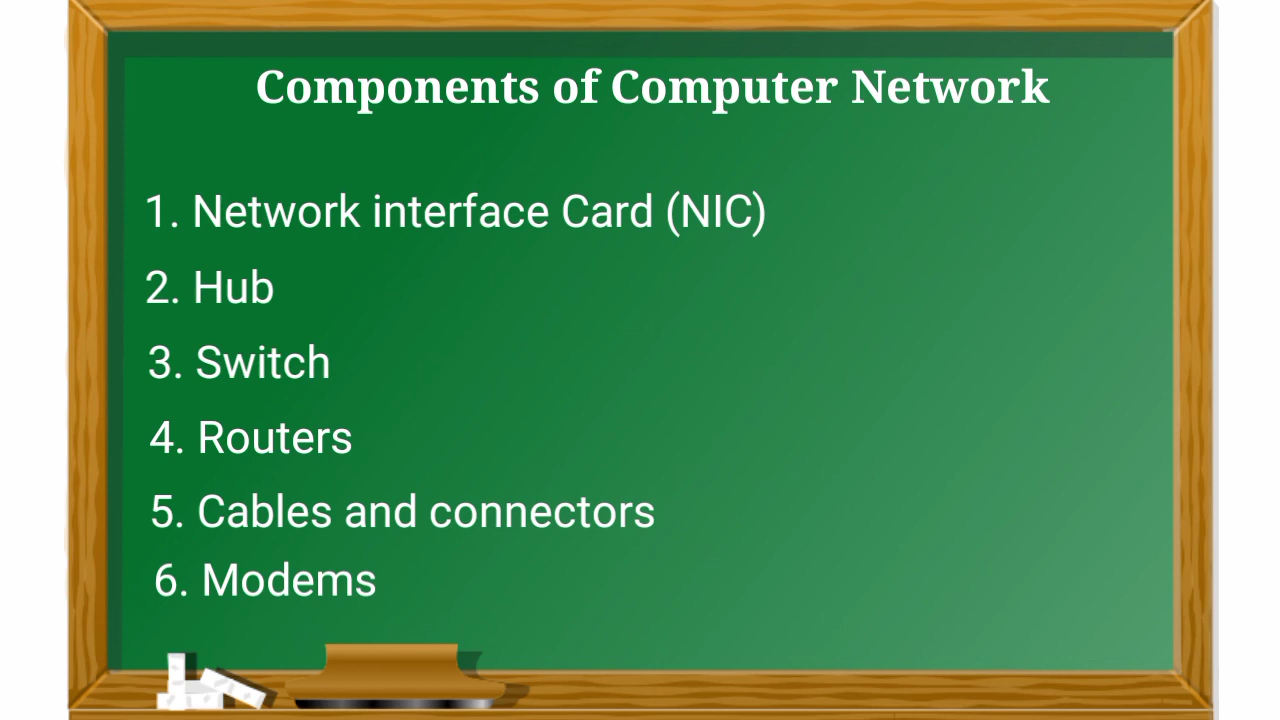 Components of Computer Network
1. Network interface Card (NIC)
2. Hub
3. Switch
4. Routers
5. Cables and connectors
6. Modems